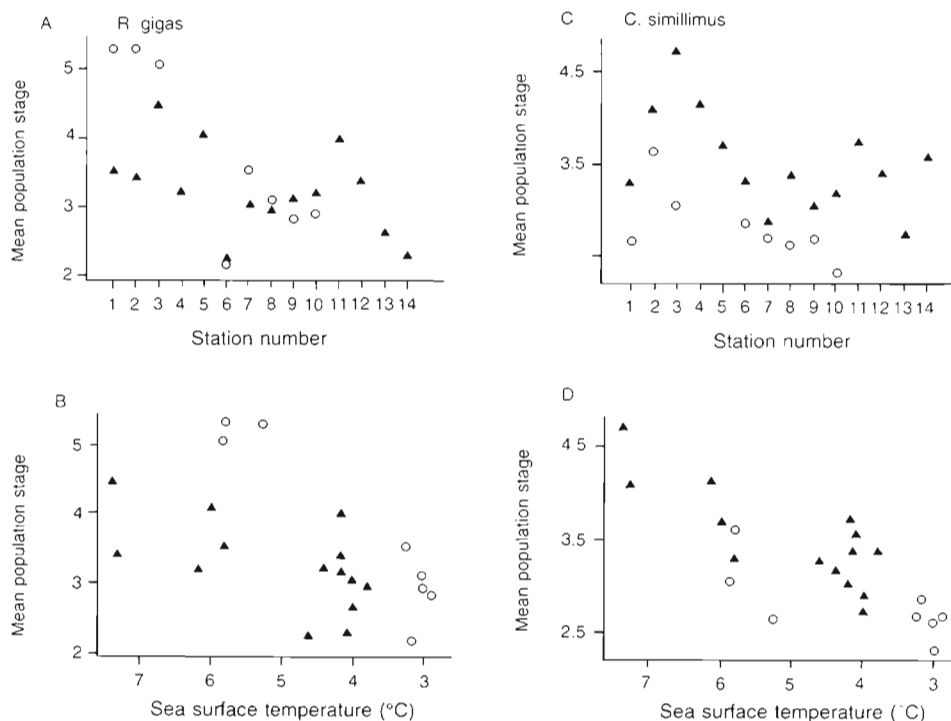 A R gigas
Mean population stage
5
4
3
2
1 2 3 4 5 6 7 8 9 10 11 12 13 14
Station number
C C. simillimus
Mean population stage
4.5
3.5
1 2 3 4 5 6 7 8 9 10 11 12 13 14
Station number
B
Mean population stage
5
4
3
2
7 6 5 4 3
Sea surface temperature (°C)
D
Mean population stage
4.5
3.5
2.5
7 6 5 4 3
Sea surface temperature (°C)